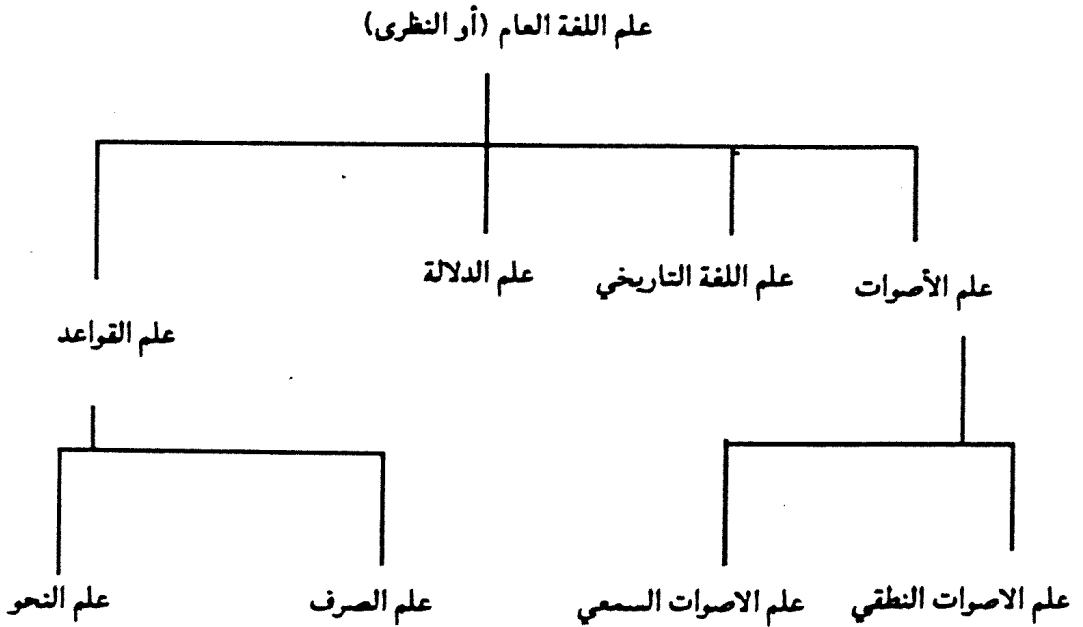 علم اللغة العام (أو النظرى)
علم الأصوات
علم اللغة التاريخي
علم الدلالة
علم القواعد
علم الاصوات النطقي
علم الاصوات السمعي
علم الصرف
علم النحو